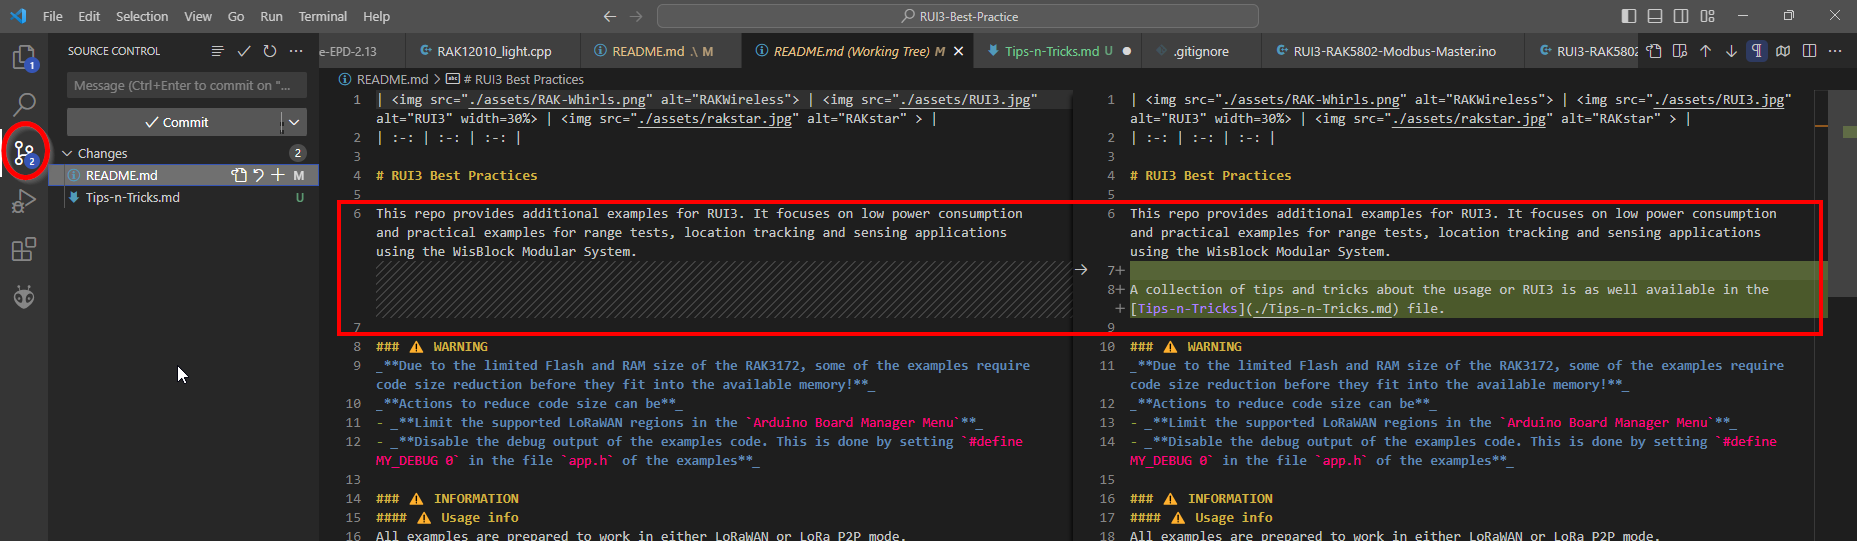 File Edit Selection View Go Run Terminal Help
RUI3-Best-Practice
SOURCE CONTROL
e-EPD-2.13
RAK12010_light.cpp
README.md .\ M
README.md (Working Tree) M
Tips-n-Tricks.md U
.gitignore
RUI3-RAK5802-Modbus-Master.ino
RUI3-RAK5802
1
Message (Ctrl+Enter to commit on "...
Commit
Changes 2
2
README.md M
Tips-n-Tricks.md U
README.md > # RUI3 Best Practices
1 | <img src="./assets/RAK-Whirls.png" alt="RAKWireless"> | <img src="./assets/RUI3.jpg"
alt="RUI3" width=30%> | <img src="./assets/rakstar.jpg" alt="RAKstar" > |
2 | :-: | :-: | :-: |
3
4 # RUI3 Best Practices
5
6 This repo provides additional examples for RUI3. It focuses on low power consumption
and practical examples for range tests, location tracking and sensing applications
using the WisBlock Modular System.
7
8 ### ⚠ WARNING
9 _**Due to the limited Flash and RAM size of the RAK3172, some of the examples require
code size reduction before they fit into the available memory!**_
10 _**Actions to reduce code size can be**_
11 - _**Limit the supported LoRaWAN regions in the `Arduino Board Manager Menu`**_
12 - _**Disable the debug output of the examples code. This is done by setting `#define
MY_DEBUG 0` in the file `app.h` of the examples**_
13
14 ### ⚠ INFORMATION
15 #### ⚠ Usage info
16 All examples are prepared to work in either LoRaWAN or LoRa P2P mode.
1 | <img src="./assets/RAK-Whirls.png" alt="RAKWireless"> | <img src="./assets/RUI3.jpg"
alt="RUI3" width=30%> | <img src="./assets/rakstar.jpg" alt="RAKstar" > |
2 | :-: | :-: | :-: |
3
4 # RUI3 Best Practices
5
6 This repo provides additional examples for RUI3. It focuses on low power consumption
and practical examples for range tests, location tracking and sensing applications
using the WisBlock Modular System.
7+
8+ A collection of tips and tricks about the usage or RUI3 is as well available in the
+ [Tips-n-Tricks](./Tips-n-Tricks.md) file.
9
10 ### ⚠ WARNING
11 _**Due to the limited Flash and RAM size of the RAK3172, some of the examples require
code size reduction before they fit into the available memory!**_
12 _**Actions to reduce code size can be**_
13 - _**Limit the supported LoRaWAN regions in the `Arduino Board Manager Menu`**_
14 - _**Disable the debug output of the examples code. This is done by setting `#define
MY_DEBUG 0` in the file `app.h` of the examples**_
15
16 ### ⚠ INFORMATION
17 #### ⚠ Usage info
18 All examples are prepared to work in either LoRaWAN or LoRa P2P mode.